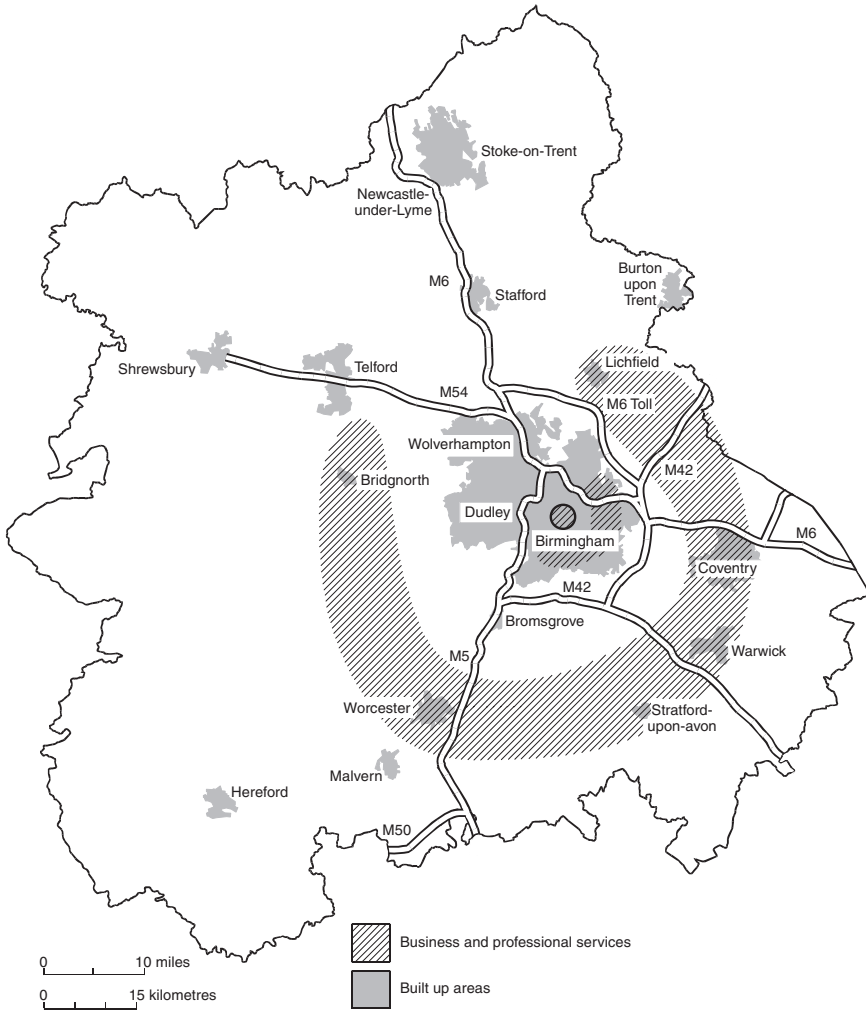 Stoke-on-Trent
Newcastle-
under-Lyme
M6
Stafford
Burton
upon
Trent
Shrewsbury
Telford
Lichfield
M54
M6 Toll
Wolverhampton
M42
Bridgnorth
Dudley
Birmingham
M6
Coventry
M42
Bromsgrove
M5
Warwick
Worcester
Stratford-
upon-avon
Malvern
Hereford
M50
Business and professional services
0 10 miles
Built up areas
0 15 kilometres